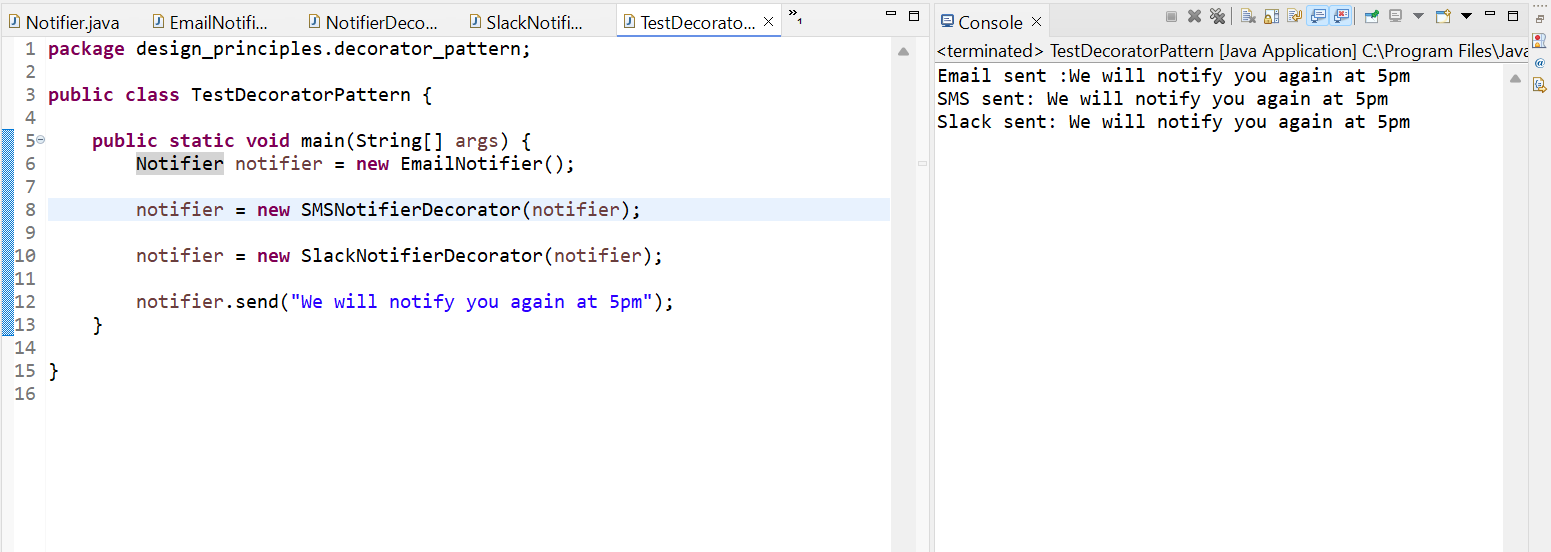 Notifier.java
EmailNotifi...
NotifierDeco...
SlackNotifi...
TestDecorato...
»1
1 package design_principles.decorator_pattern;
2
3 public class TestDecoratorPattern {
4
5 public static void main(String[] args) {
6 Notifier notifier = new EmailNotifier();
7
8 notifier = new SMSNotifierDecorator(notifier);
9
10 notifier = new SlackNotifierDecorator(notifier);
11
12 notifier.send("We will notify you again at 5pm");
13 }
14
15 }
16
Console
<terminated> TestDecoratorPattern [Java Application] C:\Program Files\Java
Email sent :We will notify you again at 5pm
SMS sent: We will notify you again at 5pm
Slack sent: We will notify you again at 5pm